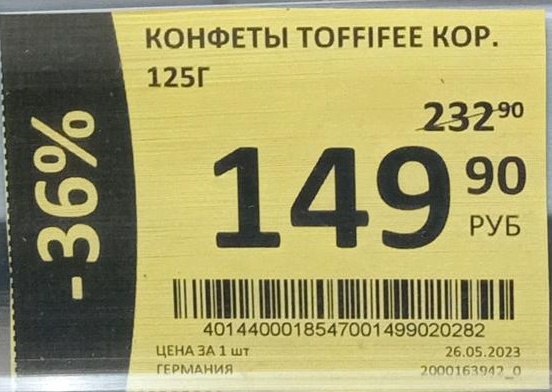 -36%
КОНФЕТЫ TOFFIFEE КОР.
125Г
232 90
149 90
РУБ
4014400018547001499020282
ЦЕНА ЗА 1 шт 26.05.2023
ГЕРМАНИЯ 2000163942_0